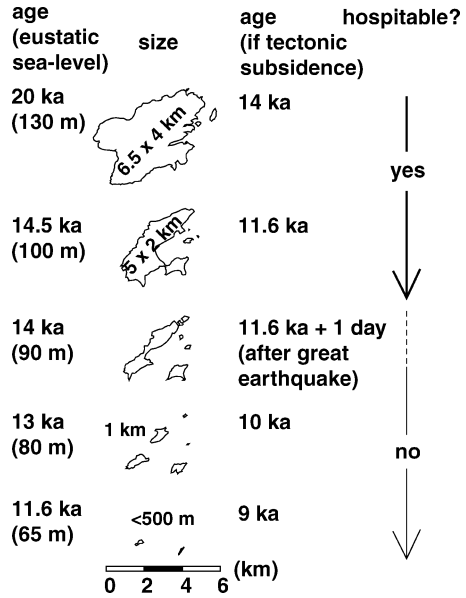 age
(eustatic
sea-level)
size
age
(if tectonic
subsidence)
hospitable?
20 ka
(130 m)
6.5 x 4 km
14 ka
yes
14.5 ka
(100 m)
5 x 2 km
11.6 ka
14 ka
(90 m)
11.6 ka + 1 day
(after great
earthquake)
13 ka
(80 m)
1 km
10 ka
no
11.6 ka
(65 m)
<500 m
9 ka
0 2 4 6 (km)